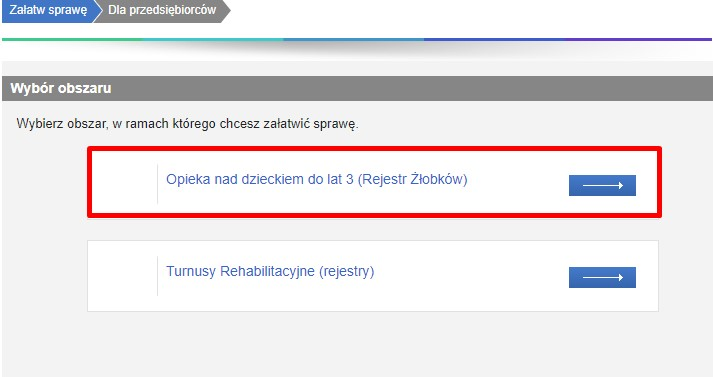 Załatw sprawę
Dla przedsiębiorców
Wybór obszaru
Wybierz obszar, w ramach którego chcesz załatwić sprawę.
Opieka nad dzieckiem do lat 3 (Rejestr Żłobków)
Turnusy Rehabilitacyjne (rejestry)